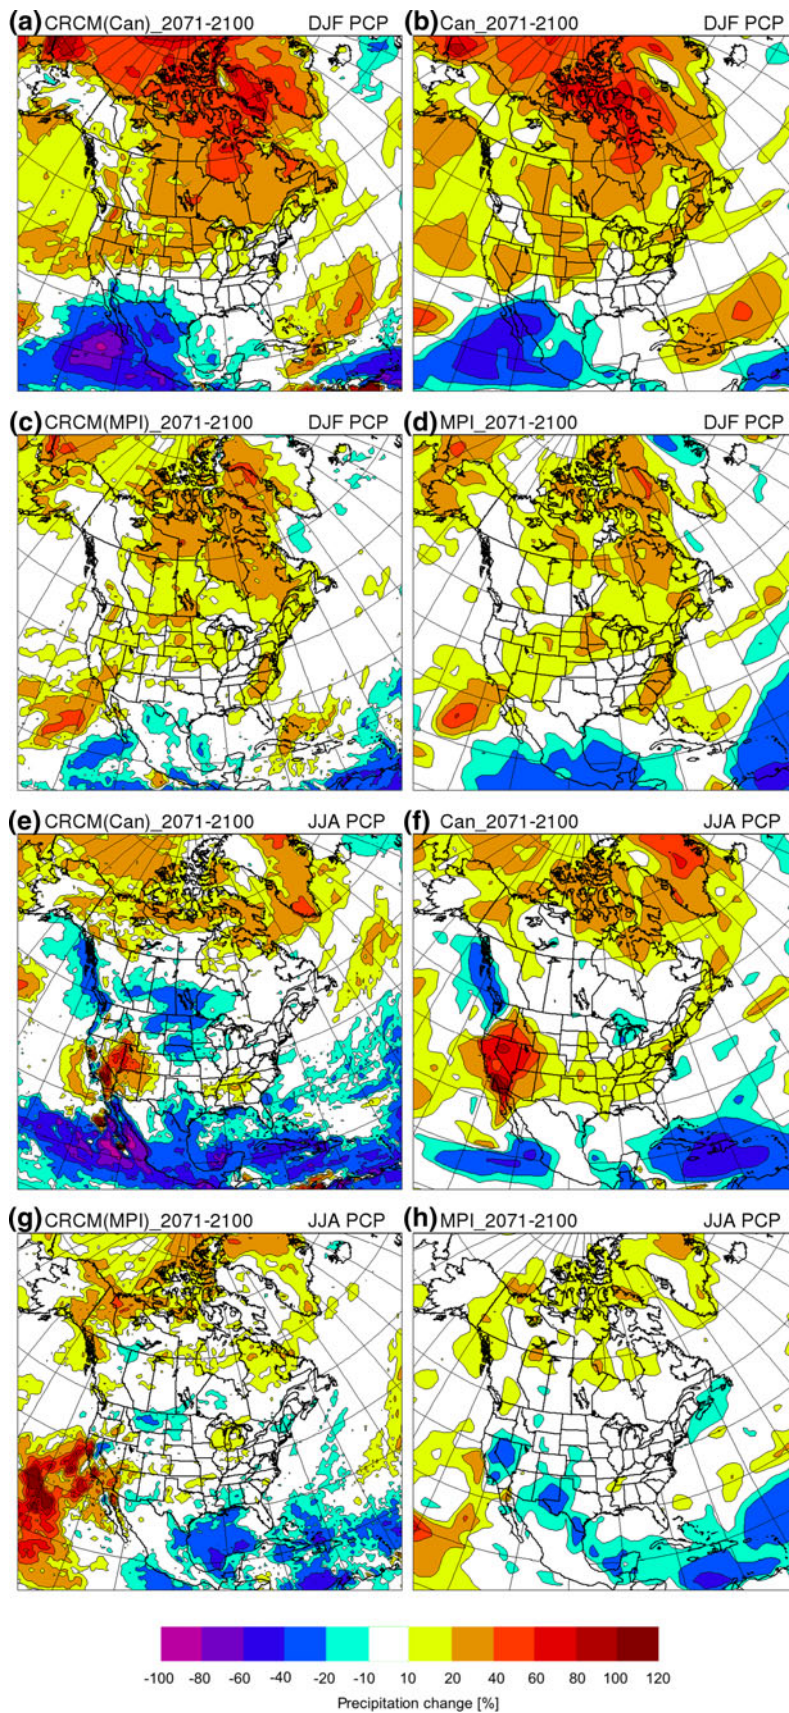 (a) CRCM(Can)_2071-2100 DJF PCP
(b) Can_2071-2100 DJF PCP
(c) CRCM(MPI)_2071-2100 DJF PCP
(d) MPI_2071-2100 DJF PCP
(e) CRCM(Can)_2071-2100 JJA PCP
(f) Can_2071-2100 JJA PCP
(g) CRCM(MPI)_2071-2100 JJA PCP
(h) MPI_2071-2100 JJA PCP
-100 -80 -60 -40 -20 -10 10 20 40 60 80 100 120
Precipitation change [%]